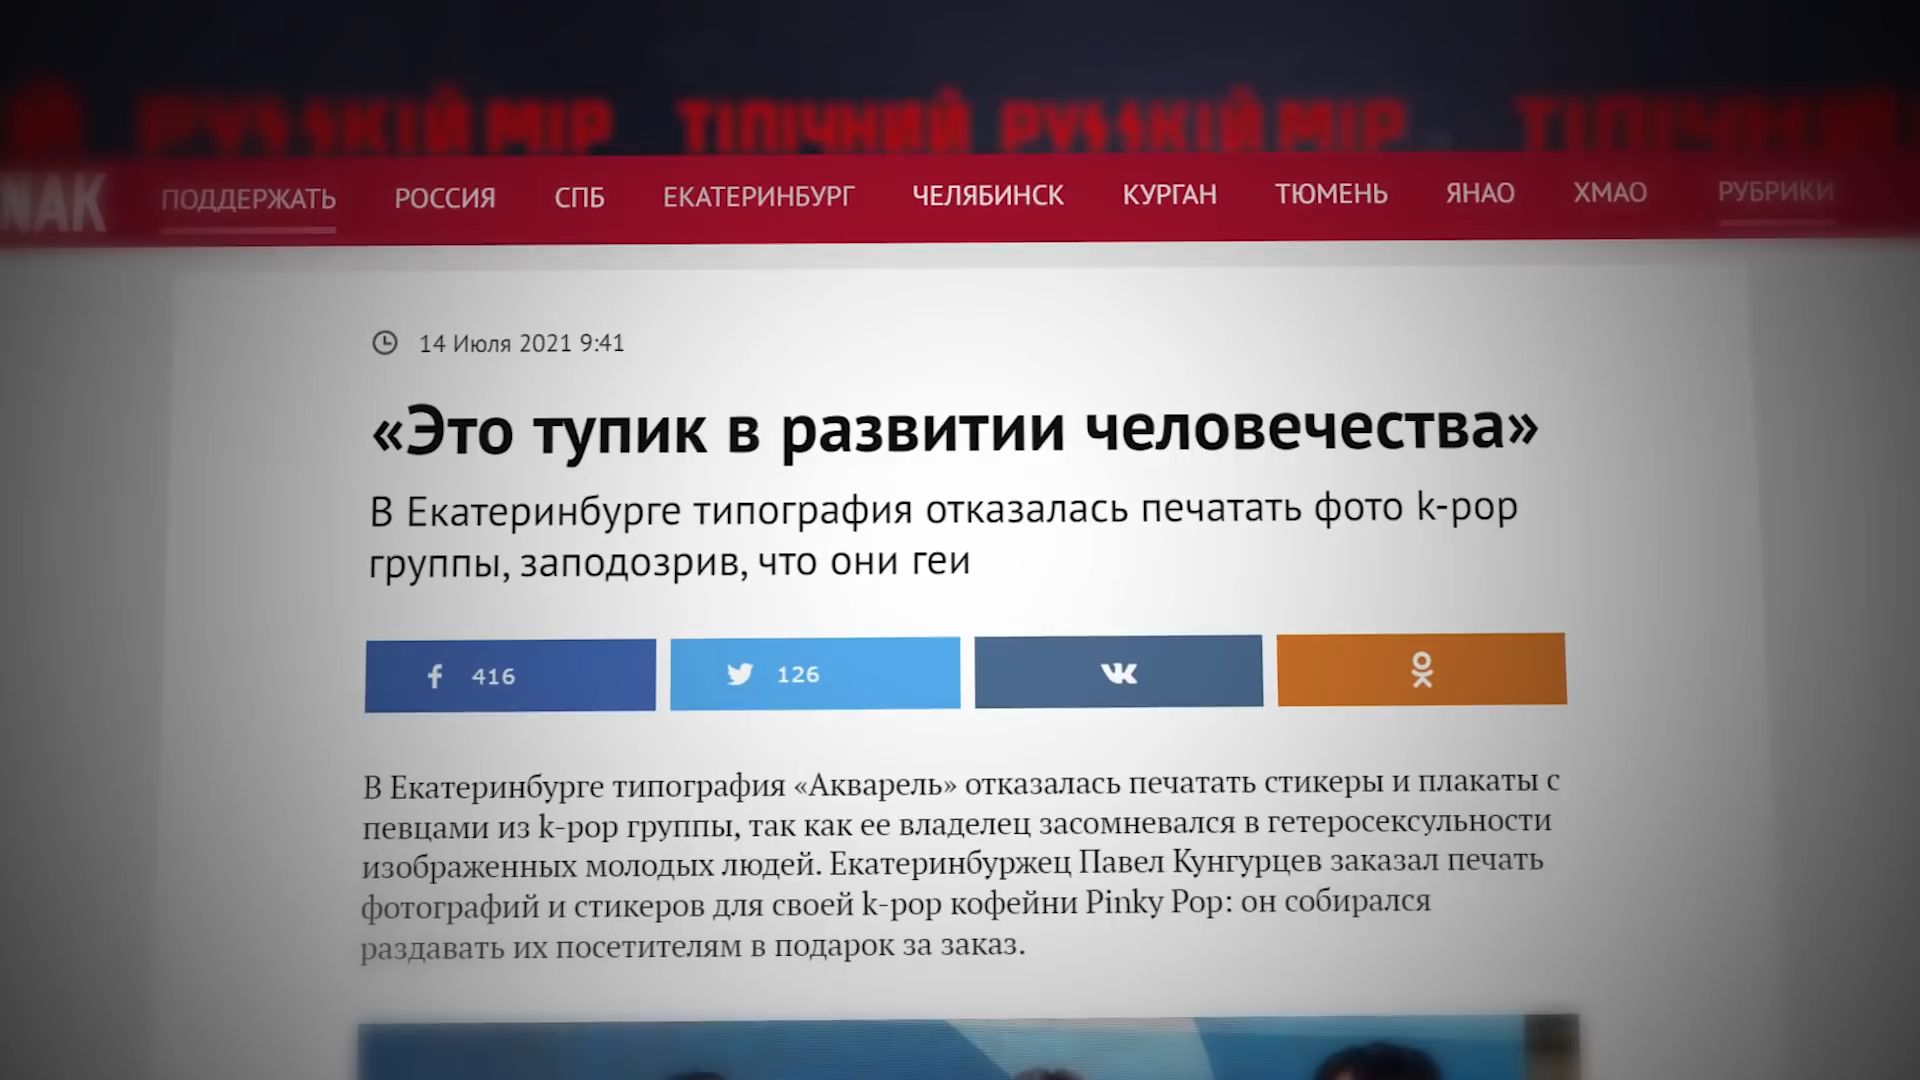 РУѕѕКІЙ МІР ТІПІЧНИЙ РУѕѕКІЙ МІР
NAK ПОДДЕРЖАТЬ РОССИЯ СПБ ЕКАТЕРИНБУРГ ЧЕЛЯБИНСК КУРГАН ТЮМЕНЬ ЯНАО ХМАО РУБРИКИ
14 Июля 2021 9:41
«Это тупик в развитии человечества»
В Екатеринбурге типография отказалась печатать фото k-pop
группы, заподозрив, что они геи
416 126
В Екатеринбурге типография «Акварель» отказалась печатать стикеры и плакаты с
певцами из k-pop группы, так как ее владелец засомневался в гетеросексульности
изображенных молодых людей. Екатеринбуржец Павел Кунгурцев заказал печать
фотографий и стикеров для своей k-pop кофейни Pinky Pop: он собирался
раздавать их посетителям в подарок за заказ.